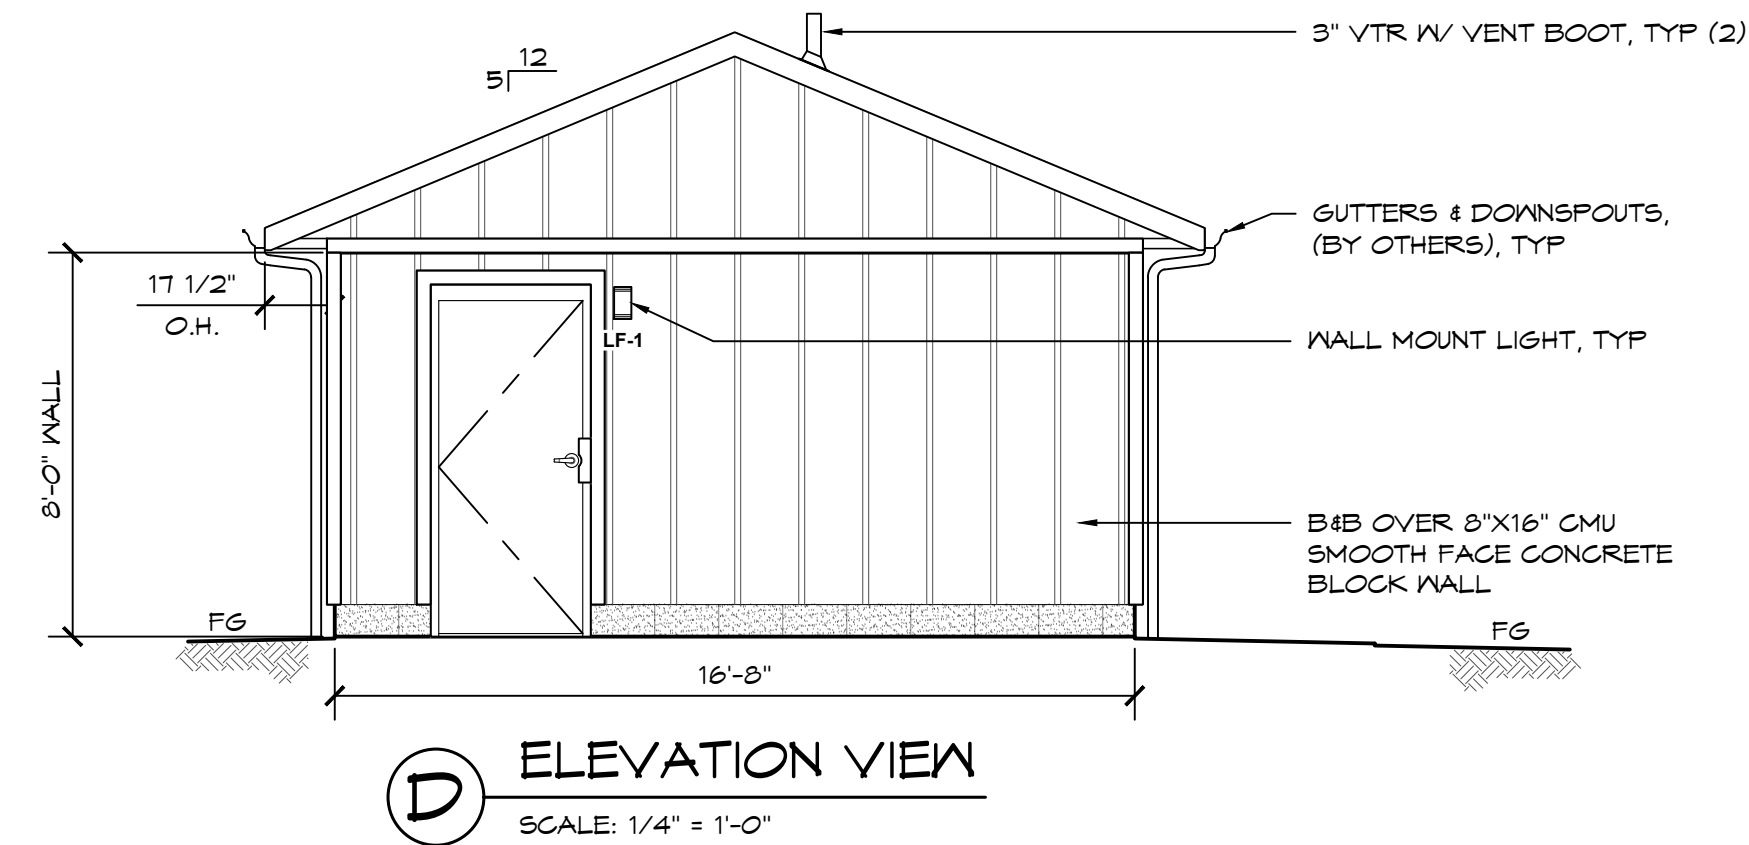 3" VTR W/ VENT BOOT, TYP (2)
12
5
GUTTERS & DOWNSPOUTS,
(BY OTHERS), TYP
17 1/2"
O.H.
LF-1
WALL MOUNT LIGHT, TYP
8'-0" WALL
B&B OVER 8"X16" CMU
SMOOTH FACE CONCRETE
BLOCK WALL
FG
FG
16'-8"
D
ELEVATION VIEW
SCALE: 1/4" = 1'-0"